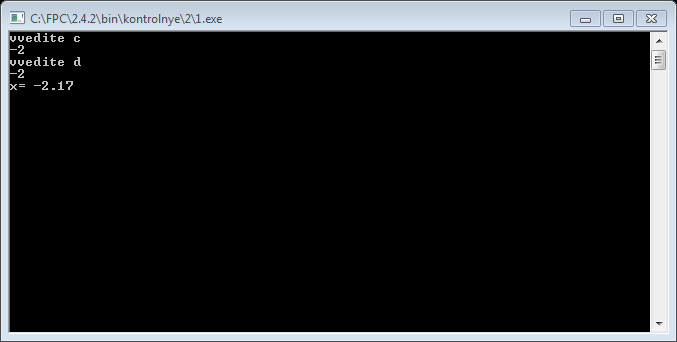 C:\FPC\2.4.2\bin\kontrolnye\2\1.exe
vvedite c
-2
vvedite d
-2
x= -2.17